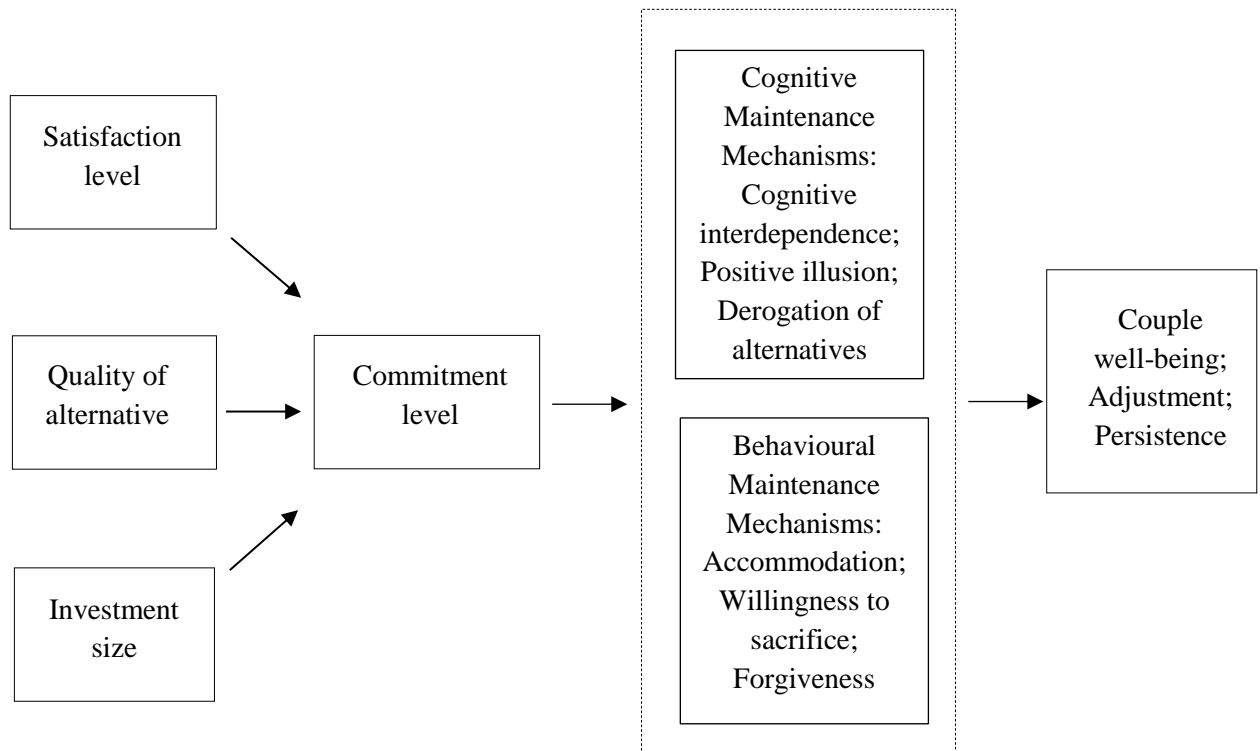 Satisfaction
level
Quality of
alternative
Investment
size
Commitment
level
Cognitive
Maintenance
Mechanisms:
Cognitive
interdependence;
Positive illusion;
Derogation of
alternatives
Behavioural
Maintenance
Mechanisms:
Accommodation;
Willingness to
sacrifice;
Forgiveness
Couple
well-being;
Adjustment;
Persistence